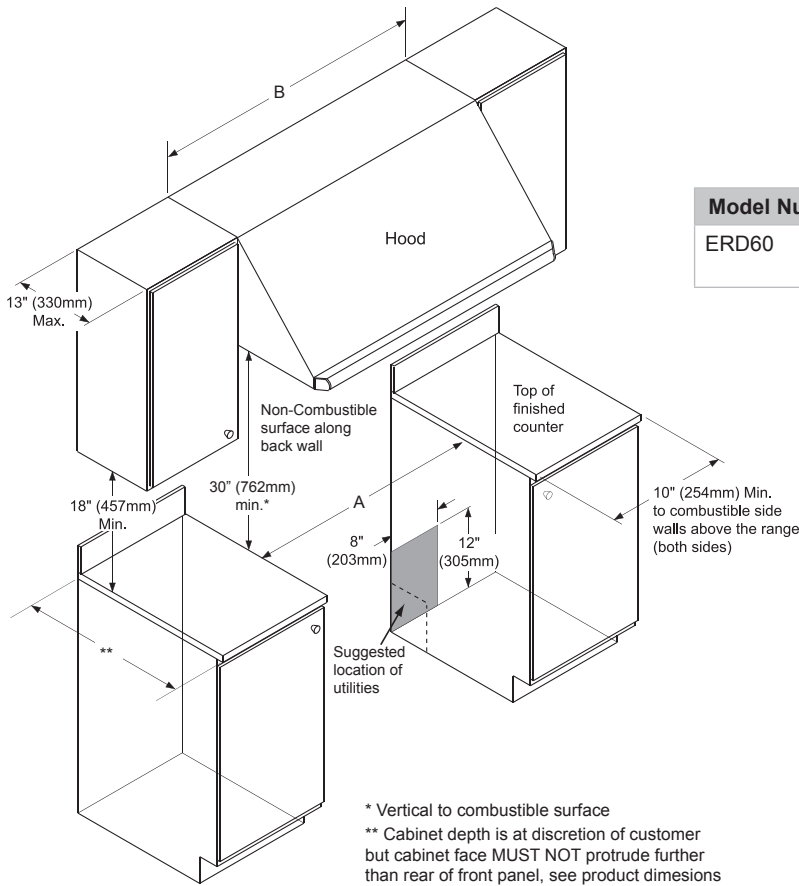 B
Hood
Model
ERD60
13" (330mm)
Max.
Non-Combustible
surface along
back wall
Top of
finished
counter
18" (457mm)
Min.
30” (762mm)
min.*
A
8"
(203mm)
12"
(305mm)
10" (254mm) Min.
to combustible side
walls above the range
(both sides)
**
Suggested
location of
utilities
* Vertical to combustible surface
** Cabinet depth is at discretion of customer
but cabinet face MUST NOT protrude further
than rear of front panel, see product dimesions